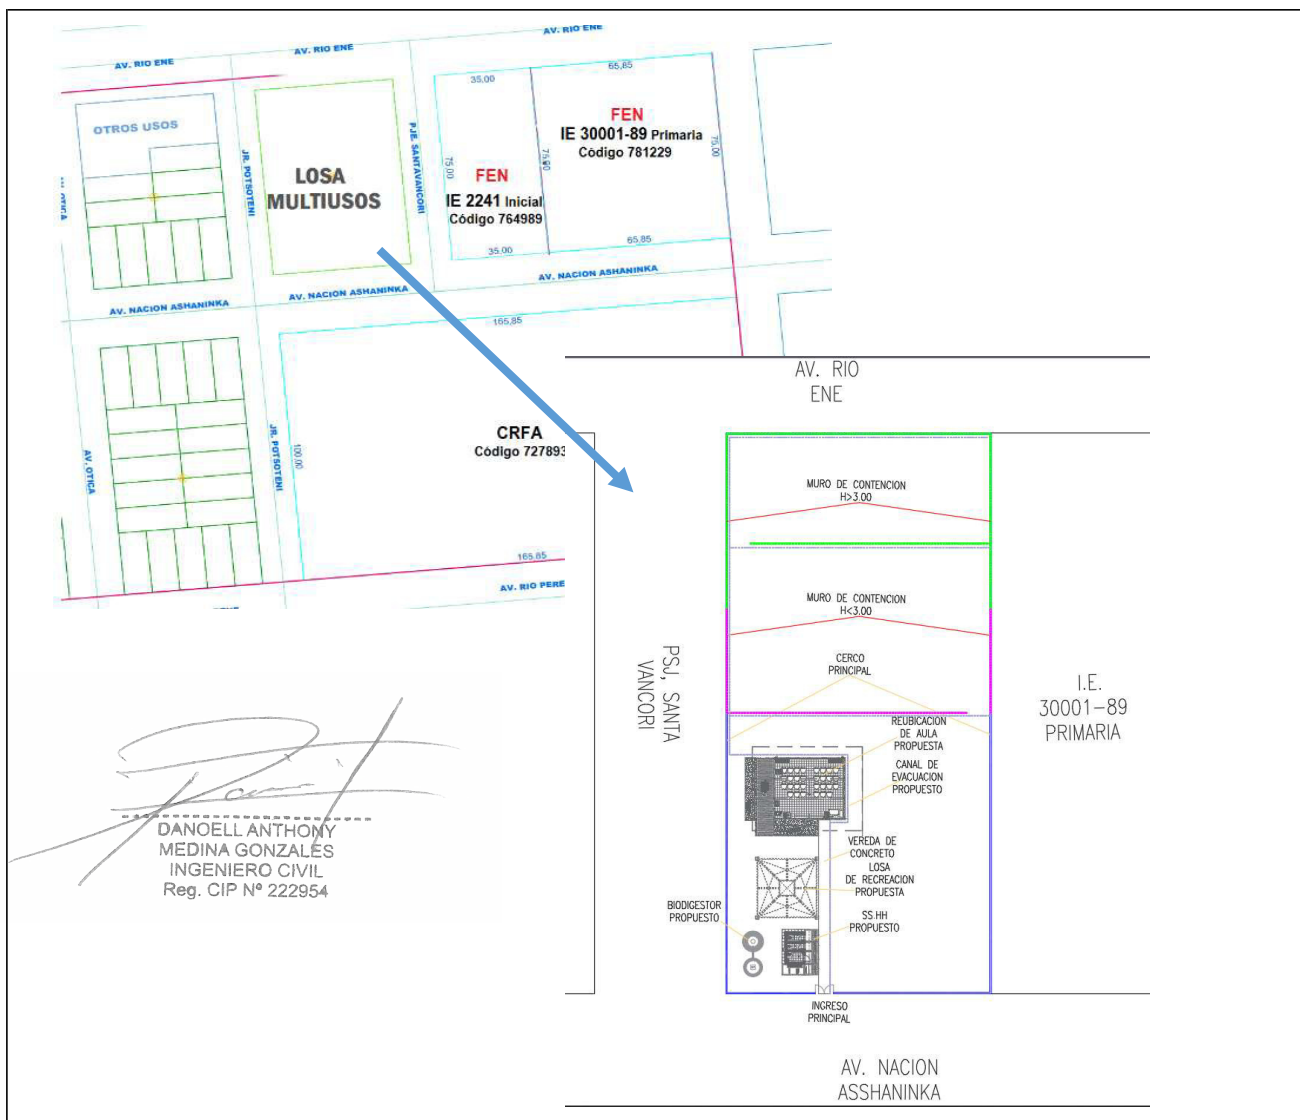 AV. RIO ENE
AV. RIO ENE
AV. RIO ENE
OTROS USOS
JR. POTSOTENI
LOSA
MULTIUSOS
PJE. SANTAVANCORI
35,00
75,00
FEN
IE 2241 Inicial
Código 764989
35,00
75,00
65,85
FEN
IE 30001-89 Primaria
Código 781229
75,00
65,85
AV. NACION ASHANINKA
AV. NACION ASHANINKA
AV. NACION ASHANINKA
165,85
AV. OTICA
JR. POTSOTENI
100,00
CRFA
Código 727893
165.85
AV. RIO PERE
AV. RIO
ENE
MURO DE CONTENCION
H>3.00
MURO DE CONTENCION
H<3.00
CERCO
PRINCIPAL
PSJ, SANTA
VANCORI
I.E.
30001-89
PRIMARIA
REUBICACION
DE AULA
PROPUESTA
CANAL DE
EVACUACION
PROPUESTO
VEREDA DE
CONCRETO
LOSA
DE RECREACION
PROPUESTA
BIODIGESTOR
PROPUESTO
SS.HH
PROPUESTO
INGRESO
PRINCIPAL
AV. NACION
ASSHANINKA
DANOELL ANTHONY
MEDINA GONZALES
INGENIERO CIVIL
Reg. CIP Nº 222954